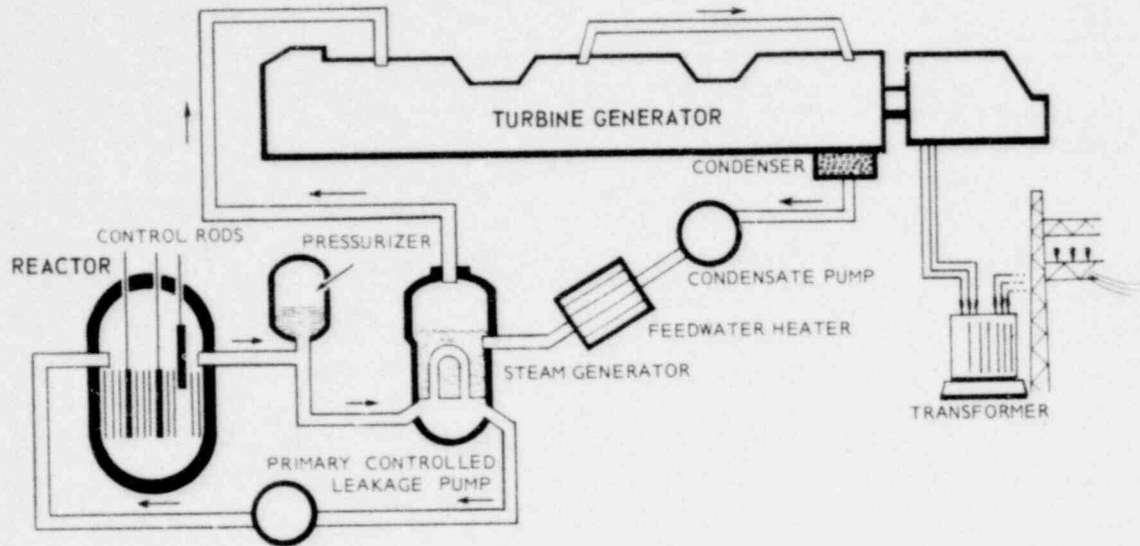 TURBINE GENERATOR
CONDENSER
CONTROL RODS
PRESSURIZER
REACTOR
CONDENSATE PUMP
FEEDWATER HEATER
STEAM GENERATOR
TRANSFORMER
PRIMARY CONTROLLED
LEAKAGE PUMP